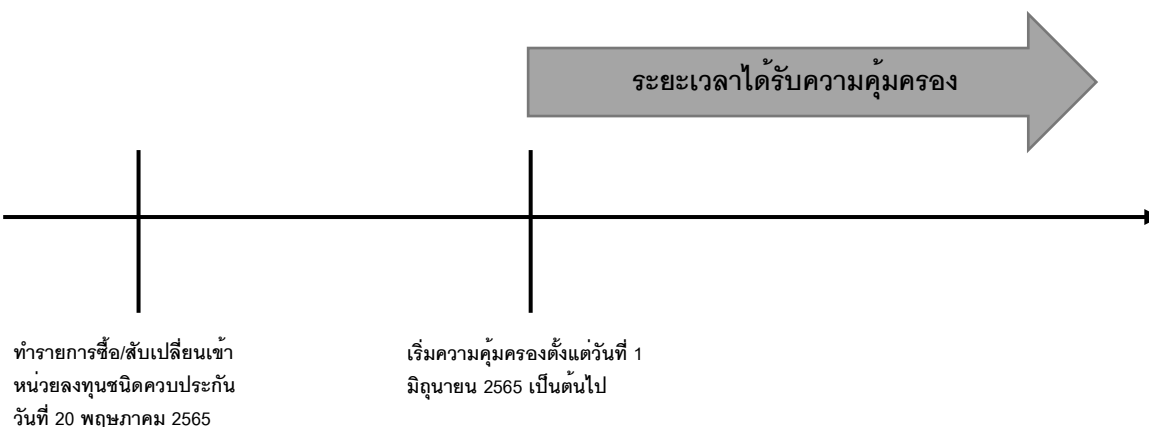 ระยะเวลาได้รับความคุ้มครอง
ทำรายการซื้อ/สับเปลี่ยนเข้า
หน่วยลงทุนชนิดควบประกัน
วันที่ 20 พฤษภาคม 2565
เริ่มความคุ้มครองตั้งแต่วันที่ 1
มิถุนายน 2565 เป็นต้นไป